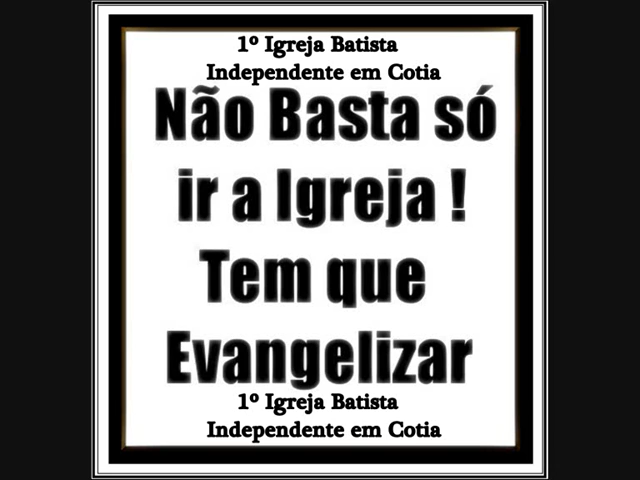 1º Igreja Batista
Independente em Cotia
Não Basta só
ir a Igreja !
Tem que
Evangelizar
1º Igreja Batista
Independente em Cotia